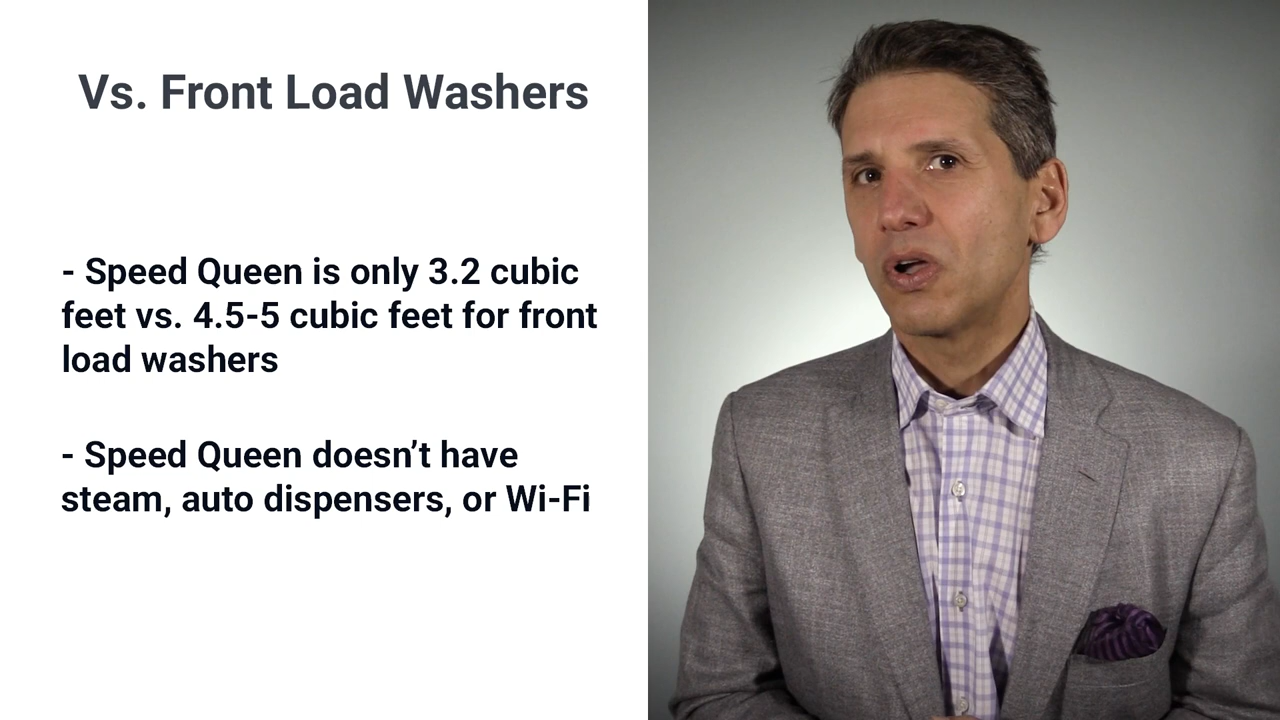 Vs. Front Load Washers
- Speed Queen is only 3.2 cubic
feet vs. 4.5-5 cubic feet for front
load washers
- Speed Queen doesn’t have
steam, auto dispensers, or Wi-Fi